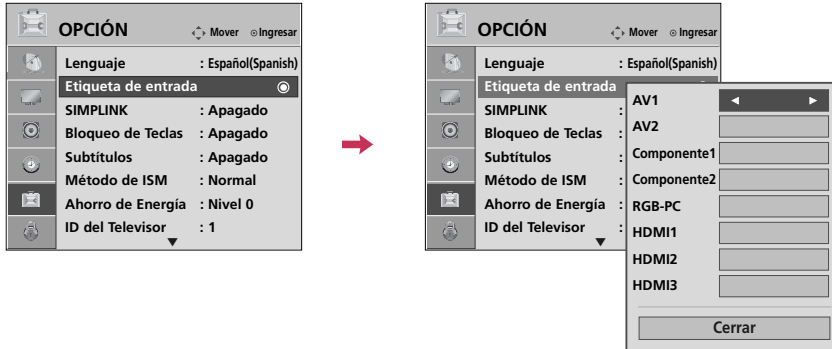 OPCIÓN Mover Ingresar
Lenguaje : Español(Spanish)
Etiqueta de entrada
SIMPLINK : Apagado
Bloqueo de Teclas : Apagado
Subtítulos : Apagado
Método de ISM : Normal
Ahorro de Energía : Nivel 0
ID del Televisor : 1
OPCIÓN Mover Ingresar
Lenguaje : Español(Spanish)
Etiqueta de entrada
SIMPLINK :
Bloqueo de Teclas :
Subtítulos :
Método de ISM :
Ahorro de Energía :
ID del Televisor :
AV1
AV2
Componente1
Componente2
RGB-PC
HDMI1
HDMI2
HDMI3
Cerrar